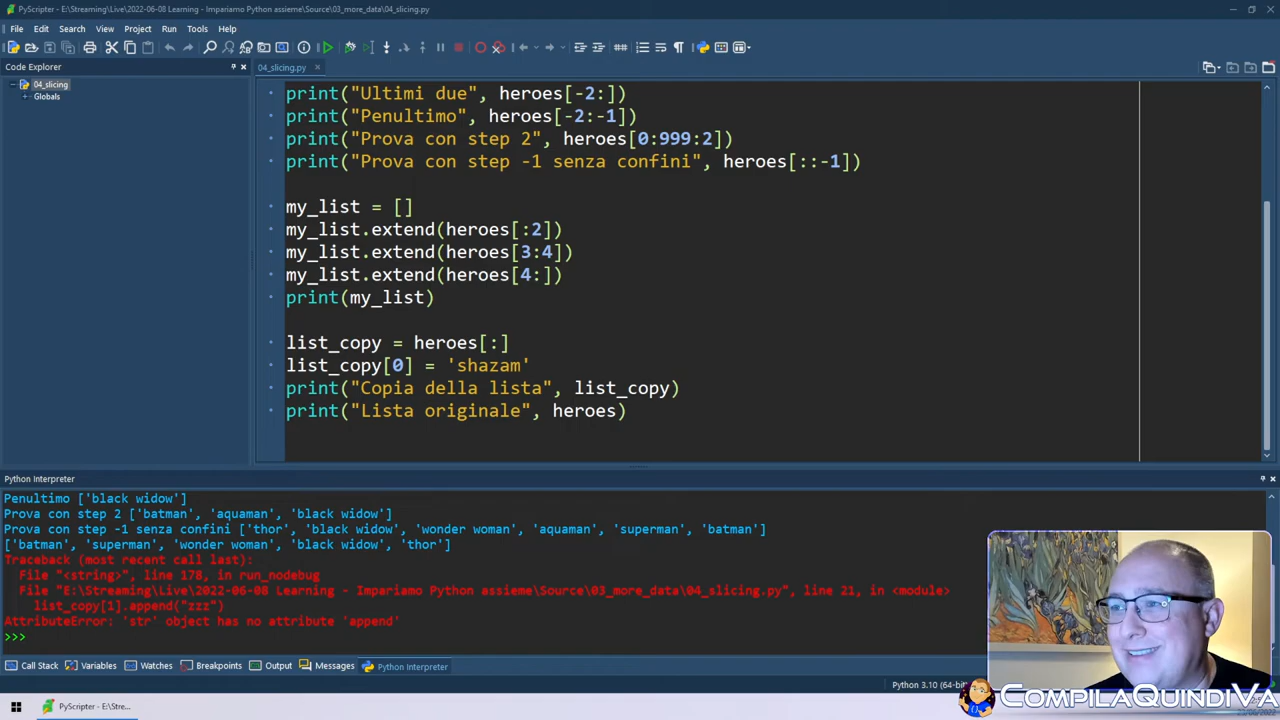 PyScripter - E:\Streaming\Live\2022-06-08 Learning - Impariamo Python assieme\Source\03_more_data\04_slicing.py
File Edit Search View Project Run Tools Help
Code Explorer
04_slicing.py
04_slicing
Globals
print("Ultimi due", heroes[-2:])
print("Penultimo", heroes[-2:-1])
print("Prova con step 2", heroes[0:999:2])
print("Prova con step -1 senza confini", heroes[::-1])
my_list = []
my_list.extend(heroes[:2])
my_list.extend(heroes[3:4])
my_list.extend(heroes[4:])
print(my_list)
list_copy = heroes[:]
list_copy[0] = 'shazam'
print("Copia della lista", list_copy)
print("Lista originale", heroes)
Python Interpreter
Penultimo ['black widow']
Prova con step 2 ['batman', 'aquaman', 'black widow']
Prova con step -1 senza confini ['thor', 'black widow', 'wonder woman', 'aquaman', 'superman', 'batman']
['batman', 'superman', 'wonder woman', 'black widow', 'thor']
Traceback (most recent call last):
File "<string>", line 178, in run_nodebug
File "E:\Streaming\Live\2022-06-08 Learning - Impariamo Python assieme\Source\03_more_data\04_slicing.py", line 21, in <module>
list_copy[1].append("zzz")
AttributeError: 'str' object has no attribute 'append'
>>>
Call Stack Variables Watches Breakpoints Output Messages Python Interpreter
Python 3.10 (64-bit)
COMPILAQUINDIVA
PyScripter - E:\Stre...